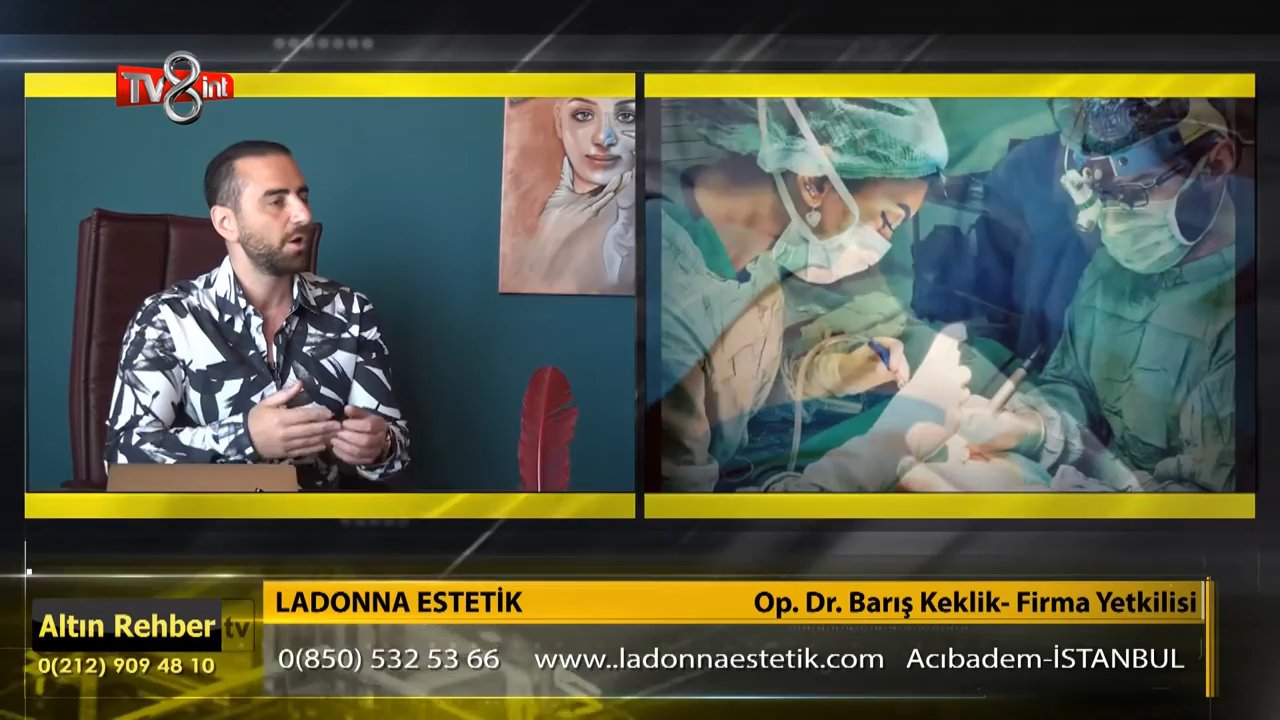 TV8int
LADONNA ESTETİK
Op. Dr. Barış Keklik- Firma Yetkilisi
Altın Rehber tv
0(212) 909 48 10
0(850) 532 53 66
www..ladonnaestetik.com
Acıbadem-İSTANBUL